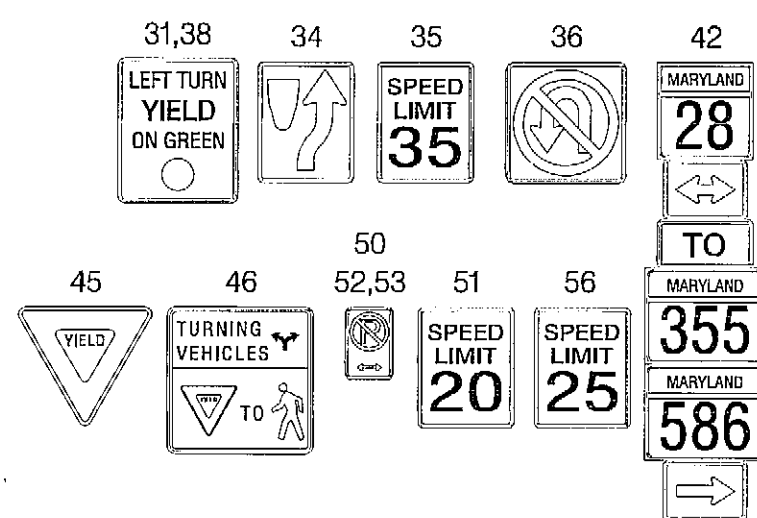 31,38
34
35
36
42
LEFT TURN
YIELD
ON GREEN
SPEED
LIMIT
35
MARYLAND
28
TO
MARYLAND
355
MARYLAND
586
45
46
50
52,53
51
56
YIELD
TURNING
VEHICLES
YIELD
TO
P
SPEED
LIMIT
20
SPEED
LIMIT
25